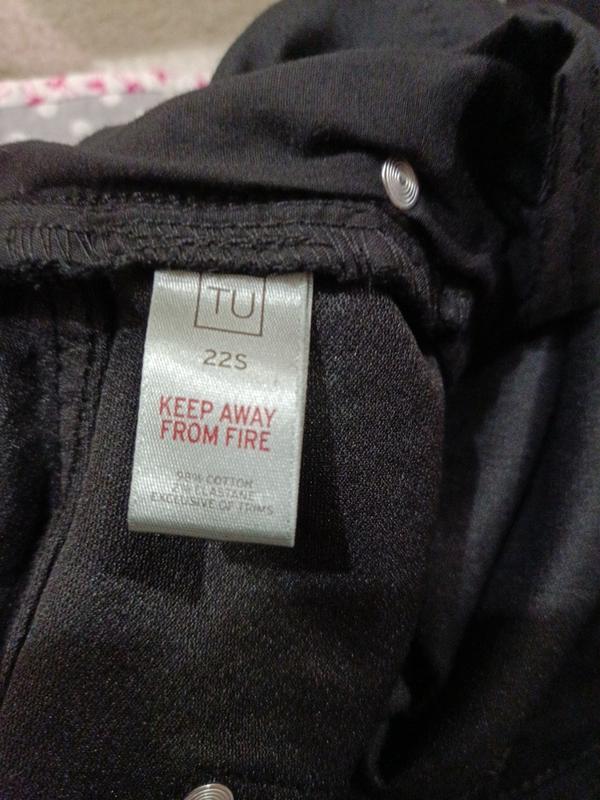 TU
22S
KEEP AWAY
FROM FIRE
98% COTTON
2% ELASTANE
EXCLUSIVE OF TRIMS